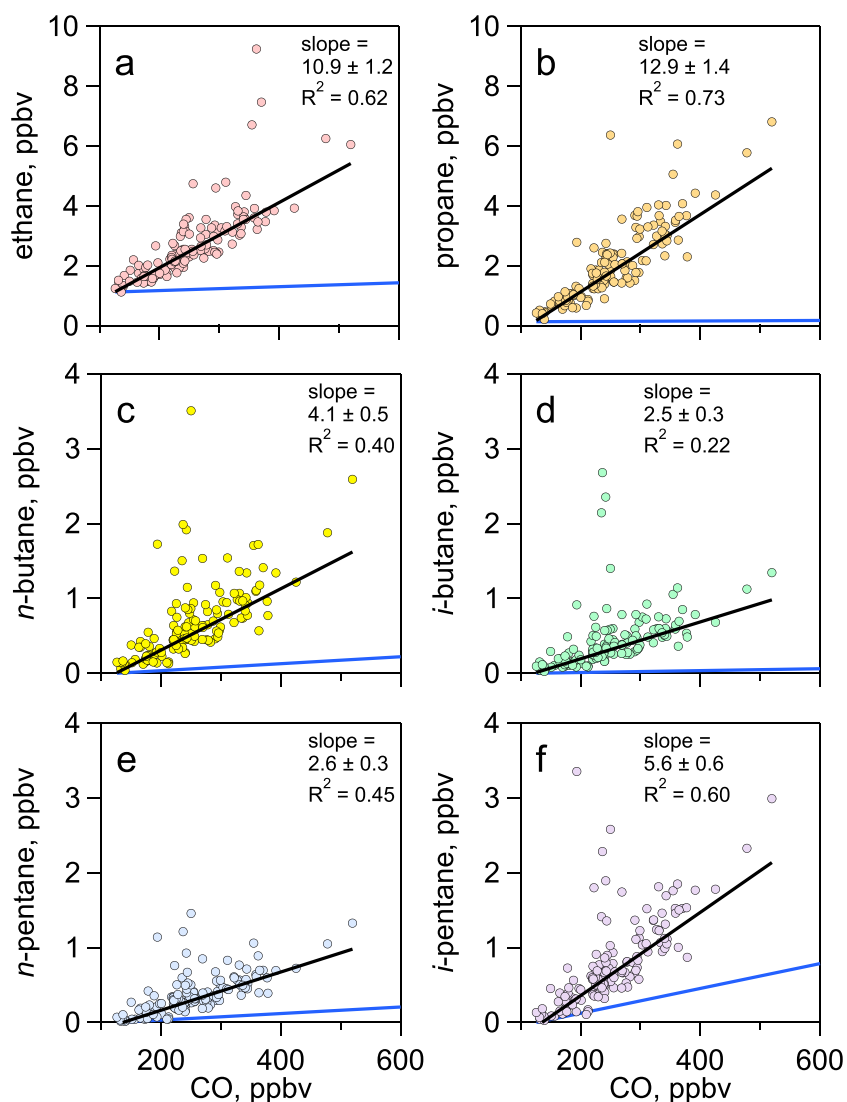 10
8
6
4
2
0
ethane, ppbv
a
slope =
10.9 ± 1.2
R² = 0.62
10
8
6
4
2
0
propane, ppbv
b
slope =
12.9 ± 1.4
R² = 0.73
4
3
2
1
0
n-butane, ppbv
c
slope =
4.1 ± 0.5
R² = 0.40
4
3
2
1
0
i-butane, ppbv
d
slope =
2.5 ± 0.3
R² = 0.22
4
3
2
1
0
n-pentane, ppbv
e
slope =
2.6 ± 0.3
R² = 0.45
200 400 600
CO, ppbv
4
3
2
1
0
i-pentane, ppbv
f
slope =
5.6 ± 0.6
R² = 0.60
200 400 600
CO, ppbv